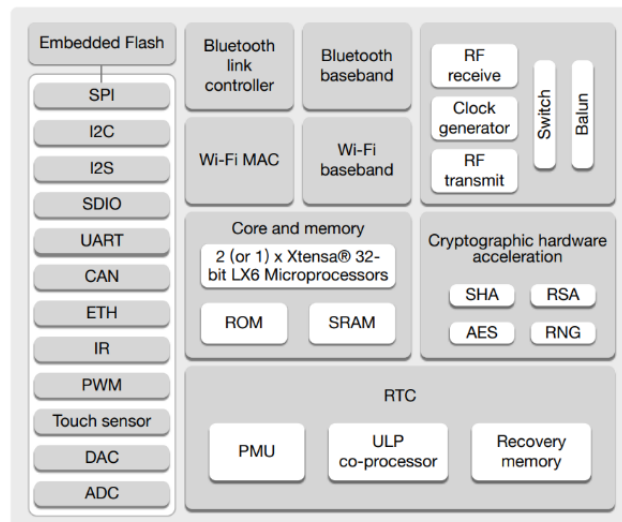 Embedded Flash
SPI
I2C
I2S
SDIO
UART
CAN
ETH
IR
PWM
Touch sensor
DAC
ADC
Bluetooth
link
controller
Bluetooth
baseband
Wi-Fi MAC
Wi-Fi
baseband
RF
receive
Clock
generator
RF
transmit
Switch
Balun
Core and memory
2 (or 1) x Xtensa® 32-
bit LX6 Microprocessors
ROM
SRAM
Cryptographic hardware
acceleration
SHA
RSA
AES
RNG
RTC
PMU
ULP
co-processor
Recovery
memory